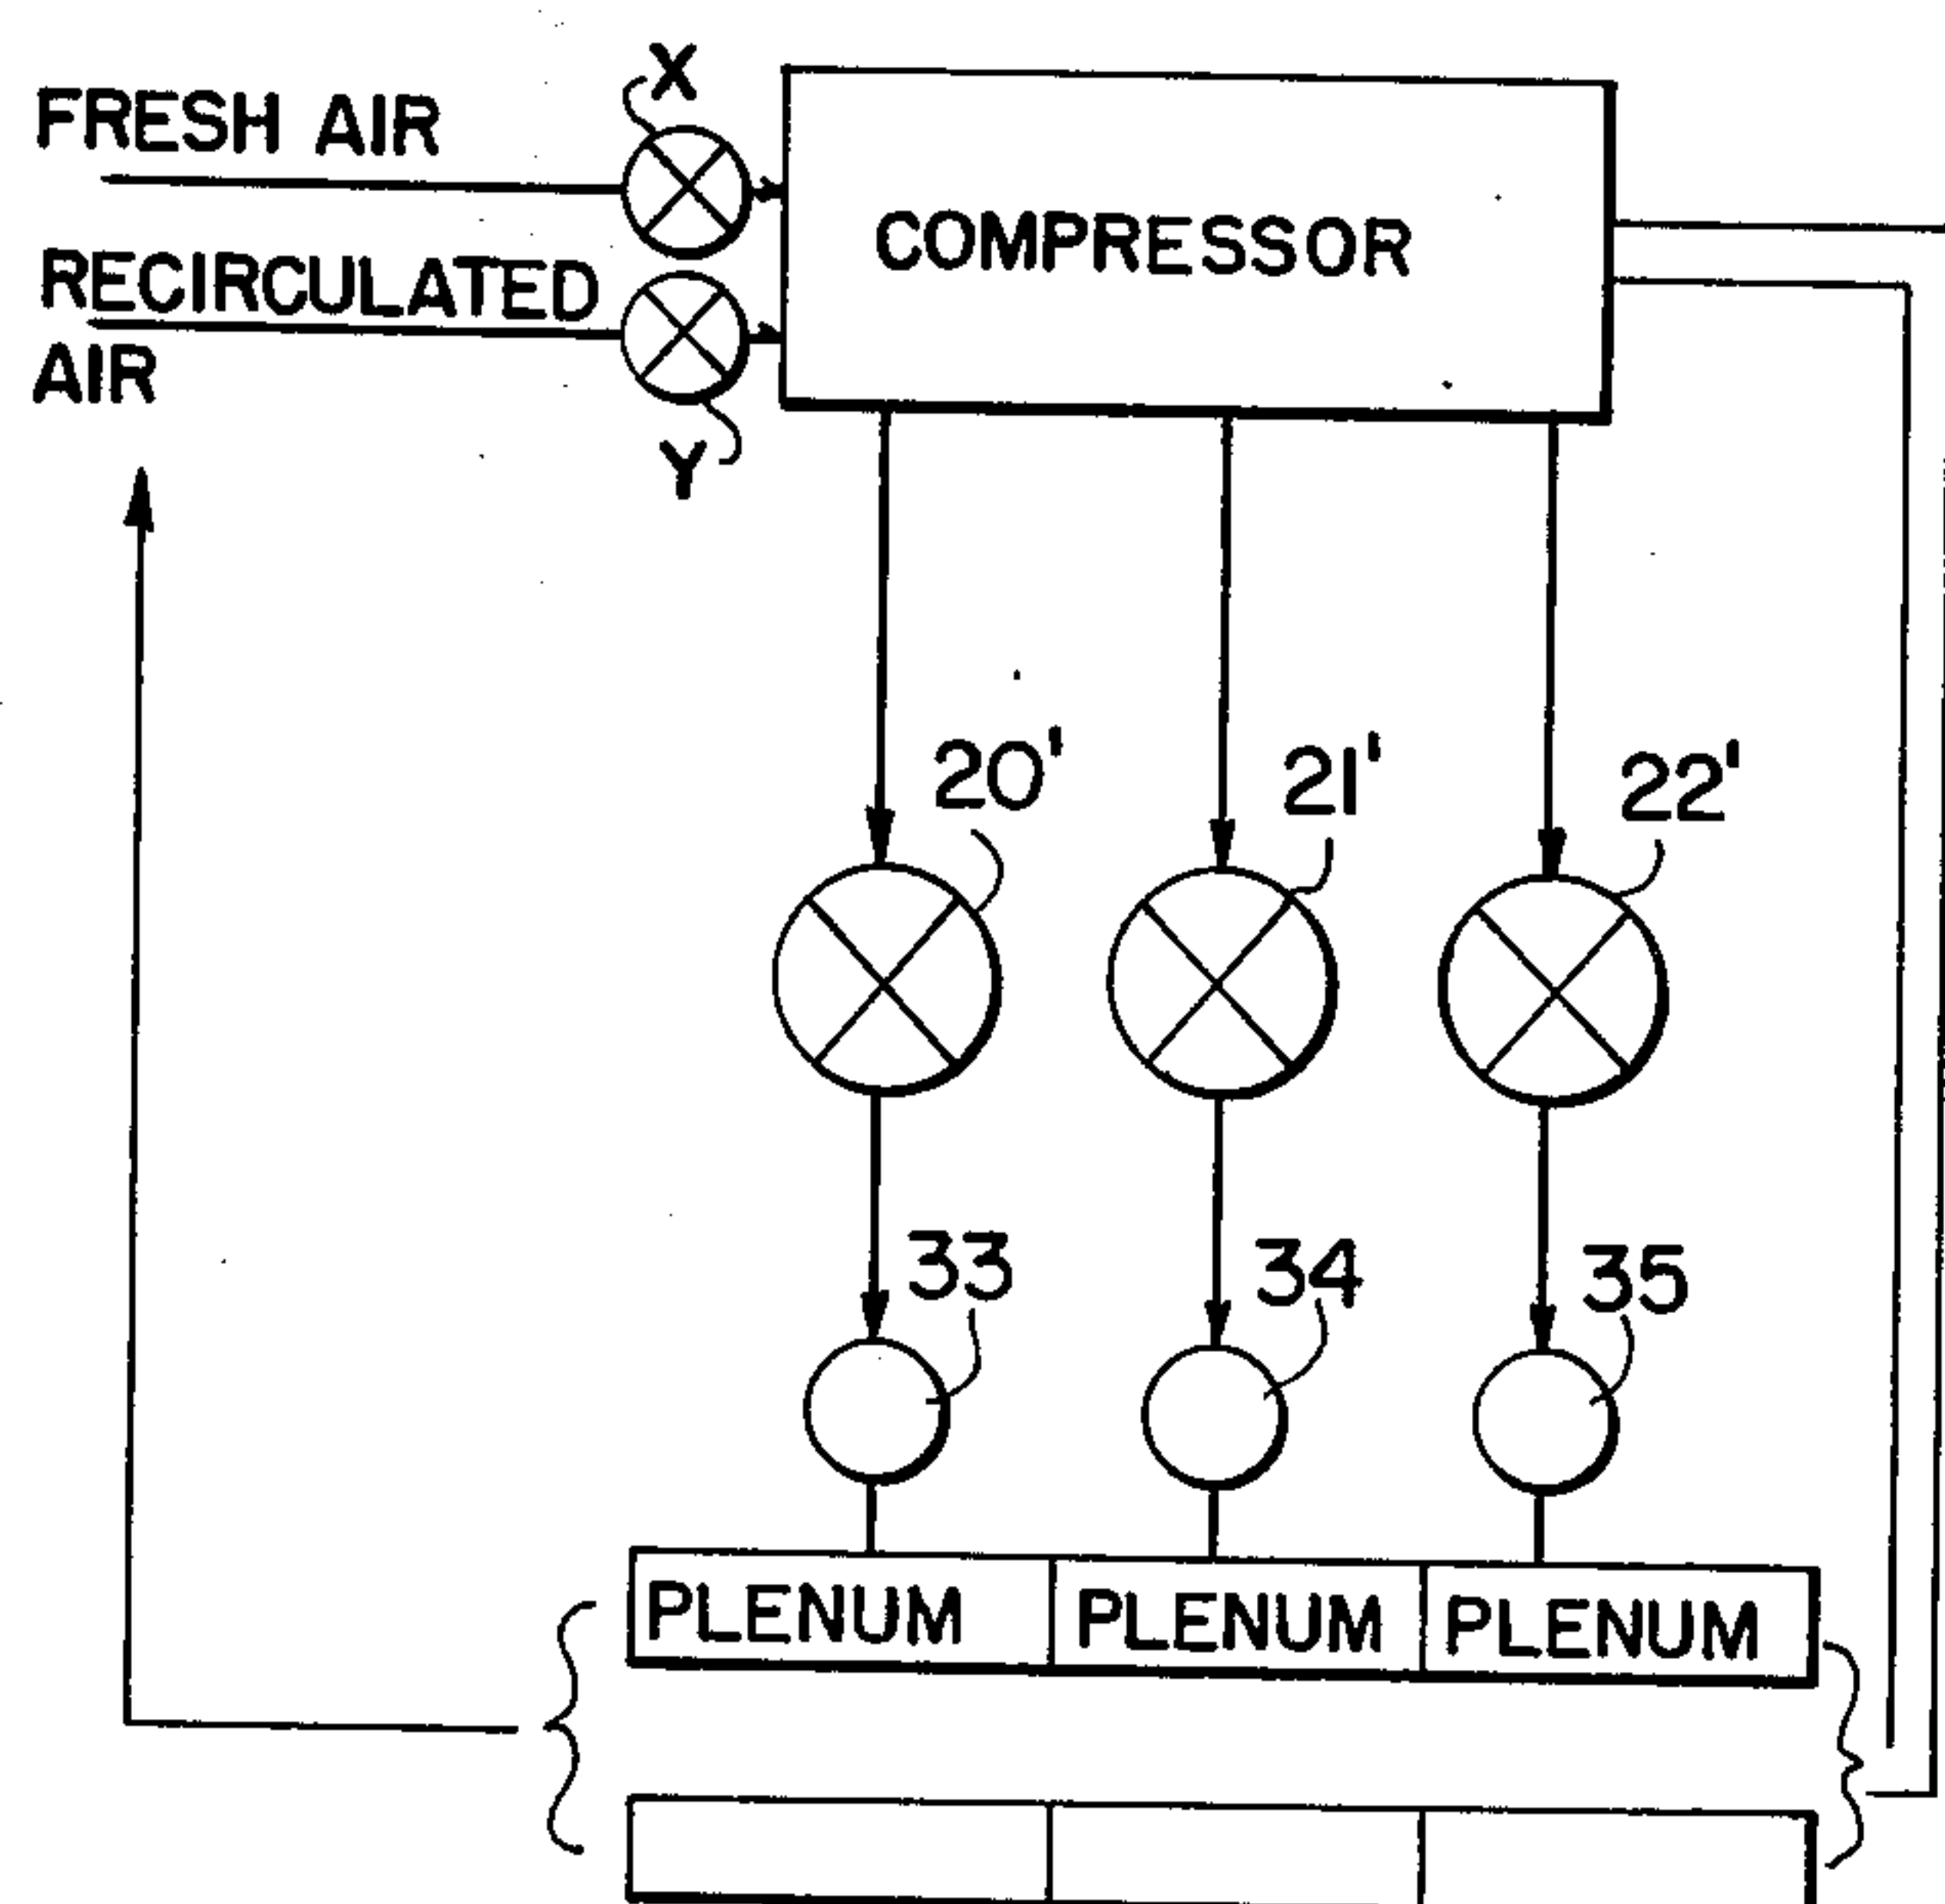 X
FRESH AIR
COMPRESSOR
RECIRCULATED
AIR
Y
20' 21' 22'
33 34 35
PLENUM PLENUM PLENUM